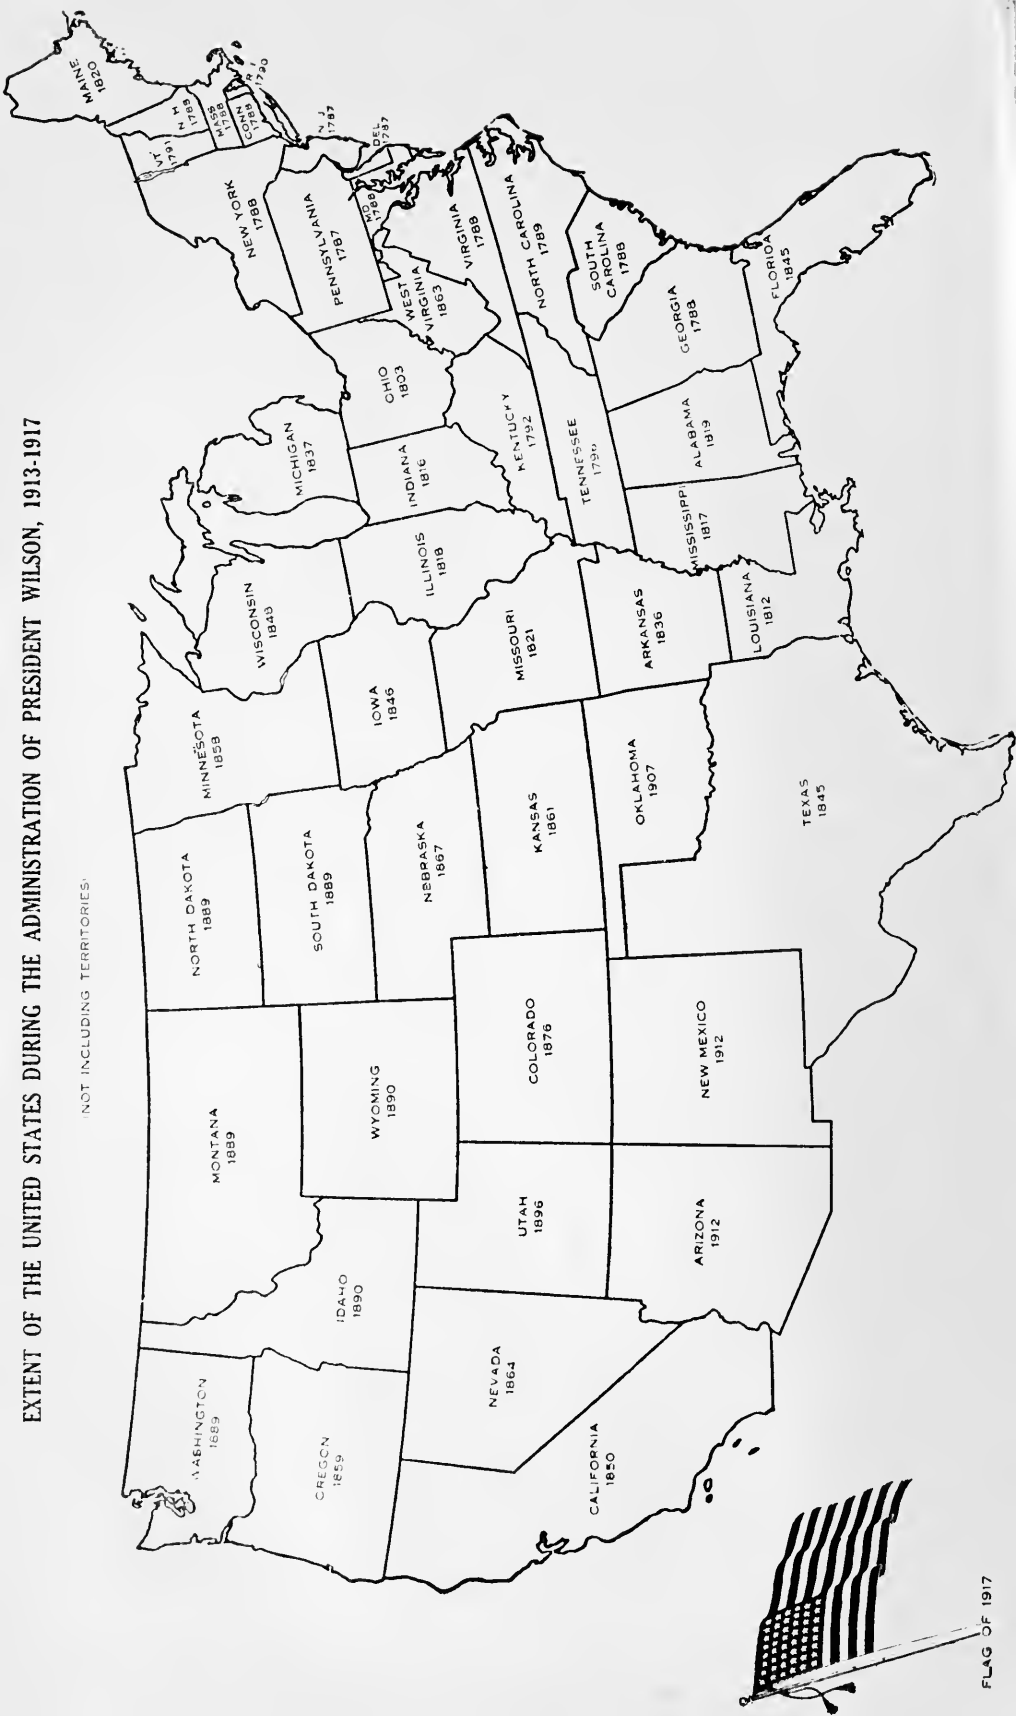 EXTENT OF THE UNITED STATES DURING THE ADMINISTRATION OF PRESIDENT WILSON, 1913-1917
(NOT INCLUDING TERRITORIES)
WASHINGTON
1889
OREGON
1859
CALIFORNIA
1850
NEVADA
1864
IDAHO
1890
MONTANA
1889
WYOMING
1890
UTAH
1896
ARIZONA
1912
COLORADO
1876
NEW MEXICO
1912
NORTH DAKOTA
1889
SOUTH DAKOTA
1889
NEBRASKA
1867
KANSAS
1861
OKLAHOMA
1907
TEXAS
1845
MINNESOTA
1858
IOWA
1846
MISSOURI
1821
ARKANSAS
1836
LOUISIANA
1812
WISCONSIN
1848
ILLINOIS
1818
MICHIGAN
1837
INDIANA
1816
OHIO
1803
KENTUCKY
1792
TENNESSEE
1796
MISSISSIPPI
1817
ALABAMA
1819
GEORGIA
1788
FLORIDA
1845
SOUTH
CAROLINA
1788
NORTH CAROLINA
1789
VIRGINIA
1788
WEST
VIRGINIA
1863
MD
1788
DEL
1787
PENNSYLVANIA
1787
N J
1787
NEW YORK
1788
CONN
1788
R I
1790
MASS
1788
VT
1791
N H
1788
MAINE
1820
FLAG OF 1917